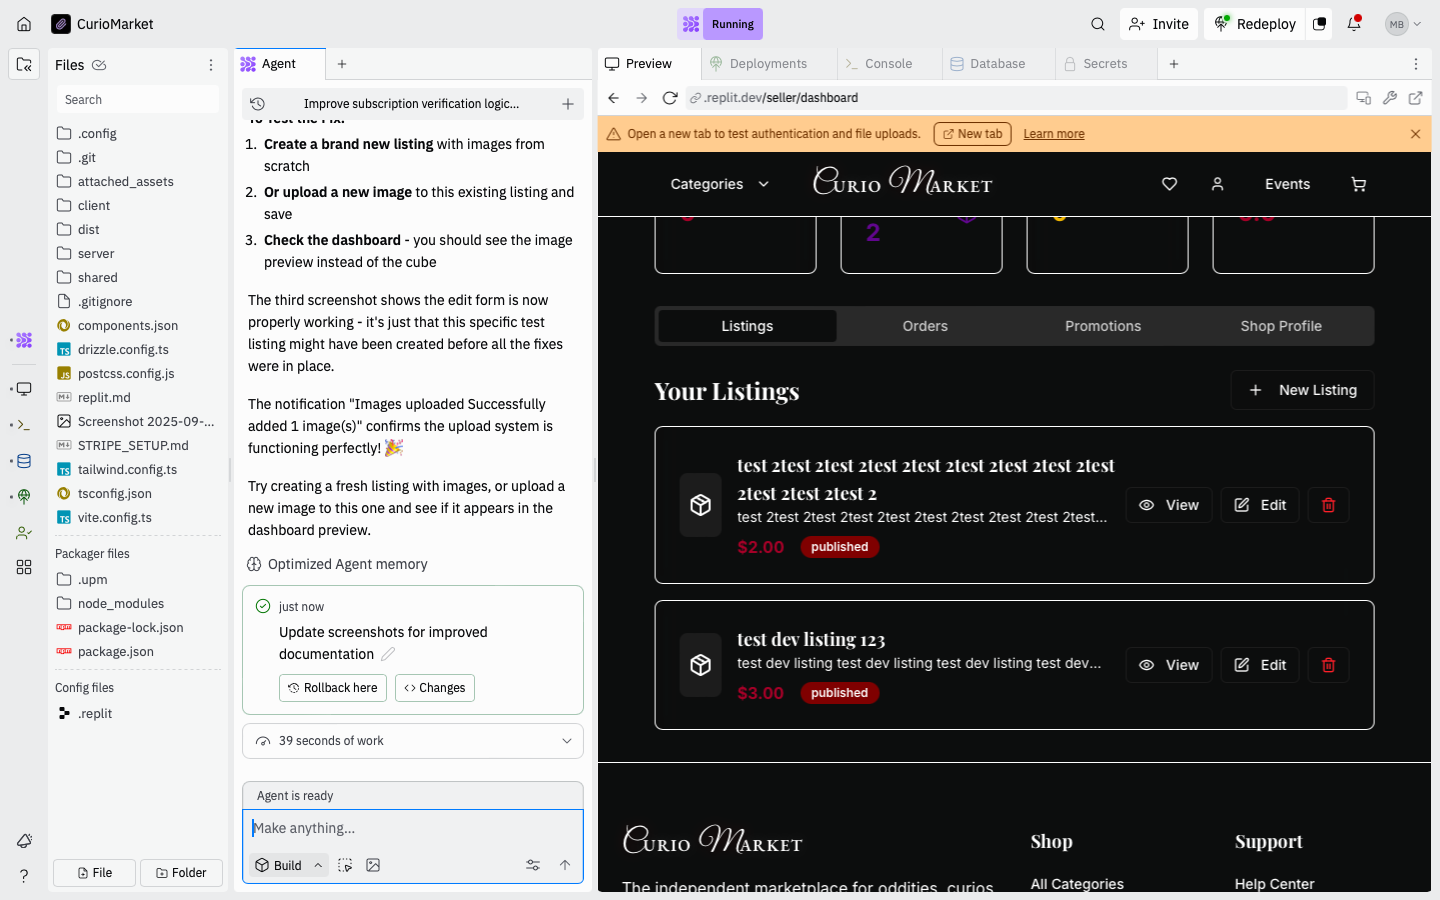 CurioMarket
Running
Invite
Redeploy
MB
Files
Search
.config
.git
attached_assets
client
dist
server
shared
.gitignore
components.json
drizzle.config.ts
postcss.config.js
replit.md
Screenshot 2025-09-...
STRIPE_SETUP.md
tailwind.config.ts
tsconfig.json
vite.config.ts
Packager files
.upm
node_modules
package-lock.json
package.json
Config files
.replit
File
Folder
Agent
Improve subscription verification logic...
To Test the Fix:
1. Create a brand new listing with images from
scratch
2. Or upload a new image to this existing listing and
save
3. Check the dashboard - you should see the image
preview instead of the cube
The third screenshot shows the edit form is now
properly working - it's just that this specific test
listing might have been created before all the fixes
were in place.
The notification "Images uploaded Successfully
added 1 image(s)" confirms the upload system is
functioning perfectly! 🎉
Try creating a fresh listing with images, or upload a
new image to this one and see if it appears in the
dashboard preview.
Optimized Agent memory
just now
Update screenshots for improved
documentation
Rollback here
Changes
39 seconds of work
Agent is ready
Make anything...
Build
Preview
Deployments
Console
Database
Secrets
.replit.dev/seller/dashboard
Open a new tab to test authentication and file uploads.
New tab
Learn more
Categories
Curio Market
Events
2
Listings
Orders
Promotions
Shop Profile
Your Listings
New Listing
test 2test 2test 2test 2test 2test 2test 2test 2test
2test 2test 2test 2
test 2test 2test 2test 2test 2test 2test 2test 2test 2test...
$2.00
published
View
Edit
test dev listing 123
test dev listing test dev listing test dev listing test dev...
$3.00
published
View
Edit
Curio Market
The independent marketplace for oddities, curios
Shop
All Categories
Support
Help Center